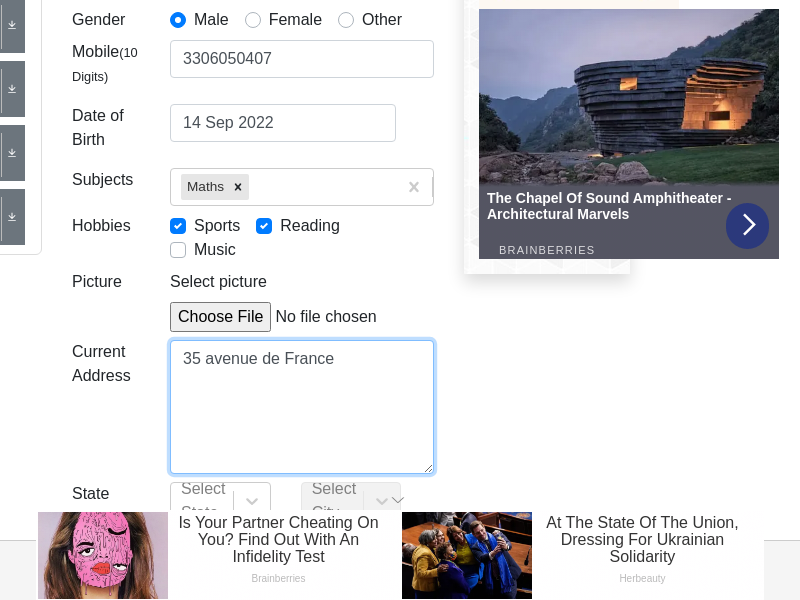 Gender
Male
Female
Other
Mobile(10 Digits)
3306050407
Date of Birth
14 Sep 2022
Subjects
Maths
Hobbies
Sports
Reading
Music
Picture
Select picture
Choose File No file chosen
Current Address
35 avenue de France
State
Select
Select
The Chapel Of Sound Amphitheater - Architectural Marvels
BRAINBERRIES
Is Your Partner Cheating On
You? Find Out With An
Infidelity Test
Brainberries
At The State Of The Union,
Dressing For Ukrainian
Solidarity
Herbeauty